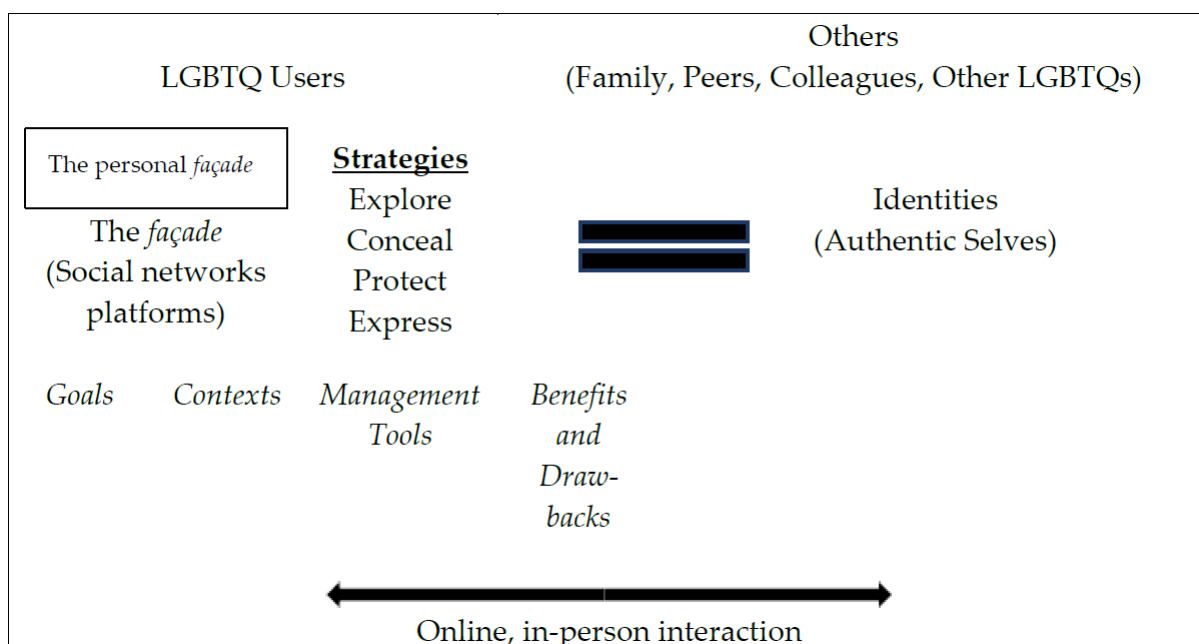 LGBTQ Users
Others
(Family, Peers, Colleagues, Other LGBTQs)
The personal façade
The façade
(Social networks
platforms)
Strategies
Explore
Conceal
Protect
Express
Identities
(Authentic Selves)
Goals
Contexts
Management
Tools
Benefits
and
Draw-
backs
Online, in-person interaction